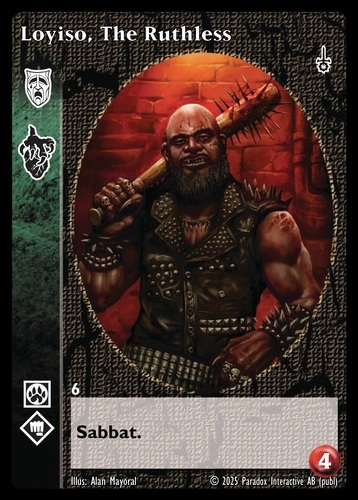 Loyiso, The Ruthless
6
Sabbat.
4
Illus: Alan Mayoral © 2025 Paradox Interactive AB (publ)